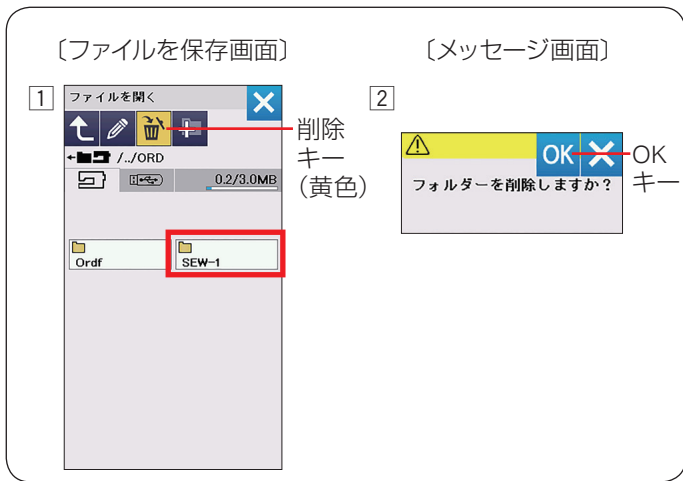 〔ファイルを保存画面〕
1
ファイルを開く
削除
キー
(黄色)
/../ORD
0.2/3.0MB
Ordf
SEW-1
〔メッセージ画面〕
2
OK
フォルダーを削除しますか?
OK
キー